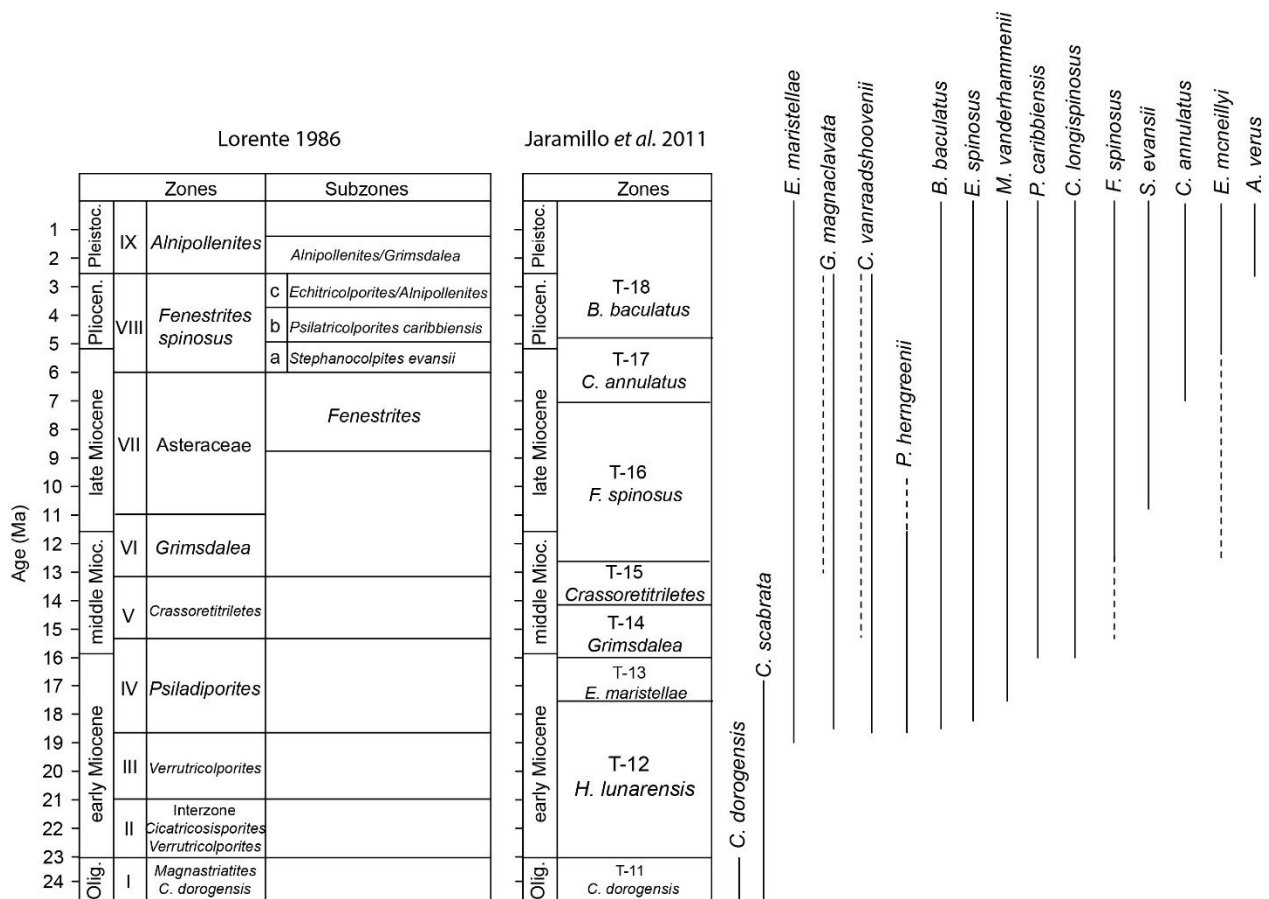 Lorente 1986
Zones
Subzones
Age (Ma)
1
2
3
4
5
6
7
8
9
10
11
12
13
14
15
16
17
18
19
20
21
22
23
24
Pleistoc.
Pliocen.
late Miocene
middle Mioc.
early Miocene
Olig.
IX
Alnipollenites
Alnipollenites/Grimsdalea
VIII
Fenestrites
spinosus
c
Echitricolporites/Alnipollenites
b
Psilatricolporites caribbiensis
a
Stephanocolpites evansii
VII
Asteraceae
Fenestrites
VI
Grimsdalea
V
Crassoretitriletes
IV
Psiladiporites
III
Verrutricolporites
II
Interzone
Cicatricosisporites
Verrutricolporites
I
Magnastriatites
C. dorogensis
Jaramillo et al. 2011
Zones
Pleistoc.
Pliocen.
late Miocene
middle Mioc.
early Miocene
Olig.
T-18
B. baculatus
T-17
C. annulatus
T-16
F. spinosus
T-15
Crassoretitriletes
T-14
Grimsdalea
T-13
E. maristellae
T-12
H. lunarensis
T-11
C. dorogensis
C. dorogensis
C. scabrata
E. maristellae
G. magnaclavata
C. vanraadshoovenii
P. herngreenii
B. baculatus
E. spinosus
M. vanderhammenii
P. caribbiensis
C. longispinosus
F. spinosus
S. evansii
C. annulatus
E. mcneillyi
A. verus